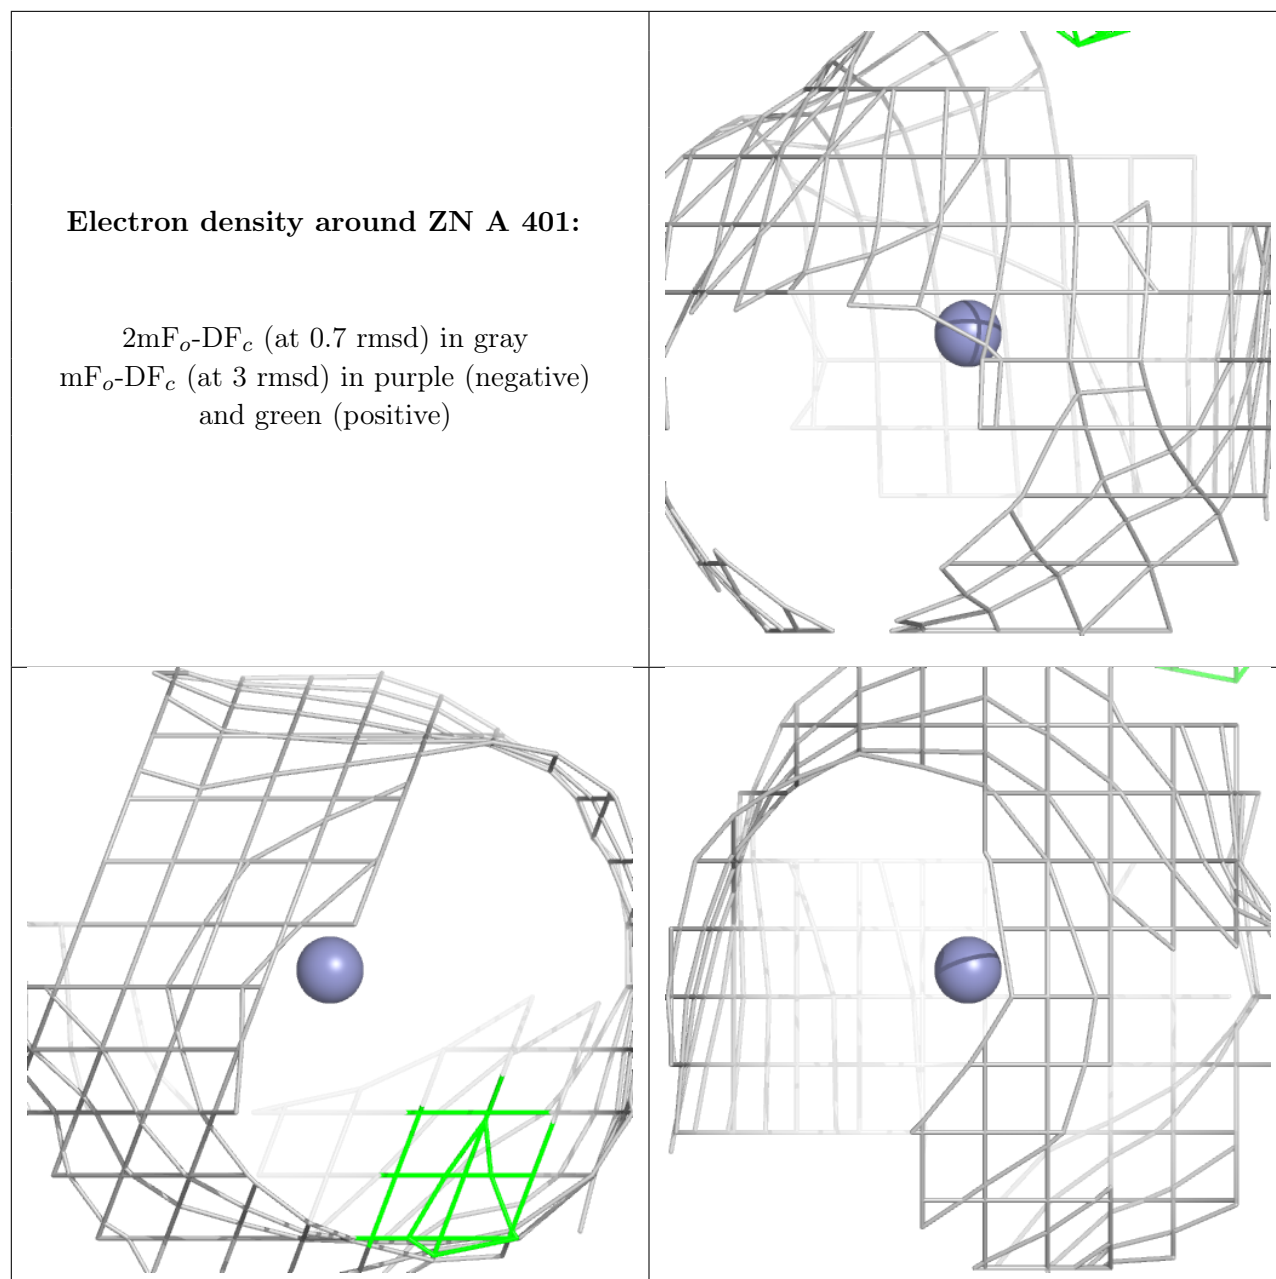 Electron density around ZN A 401:
2mFo-DFc (at 0.7 rmsd) in gray
mFo-DFc (at 3 rmsd) in purple (negative)
and green (positive)